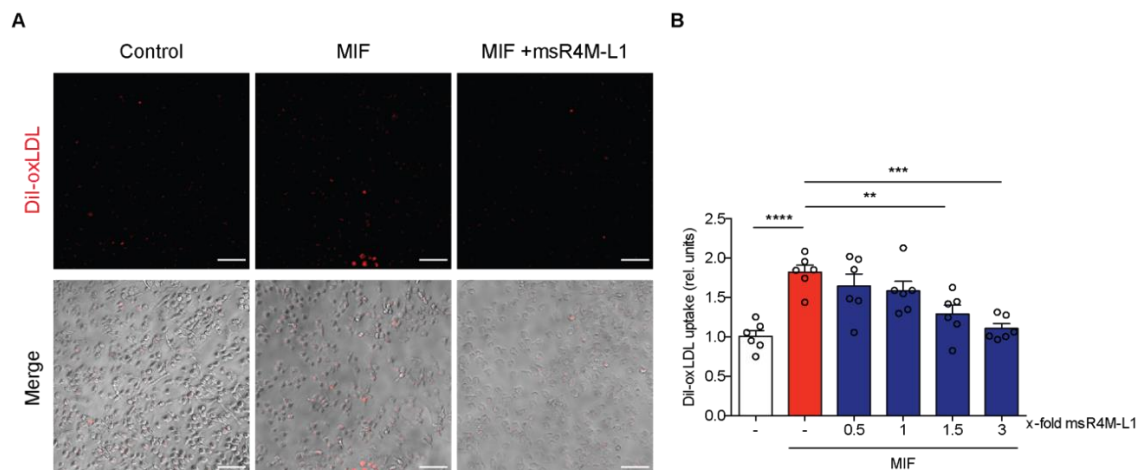 A
Control MIF MIF +msR4M-L1
DiI-oxLDL
Merge
B
***
**
****
DiI-oxLDL uptake (rel. units)
2.5
2.0
1.5
1.0
0.5
0.0
- - 0.5 1 1.5 3 x-fold msR4M-L1
MIF